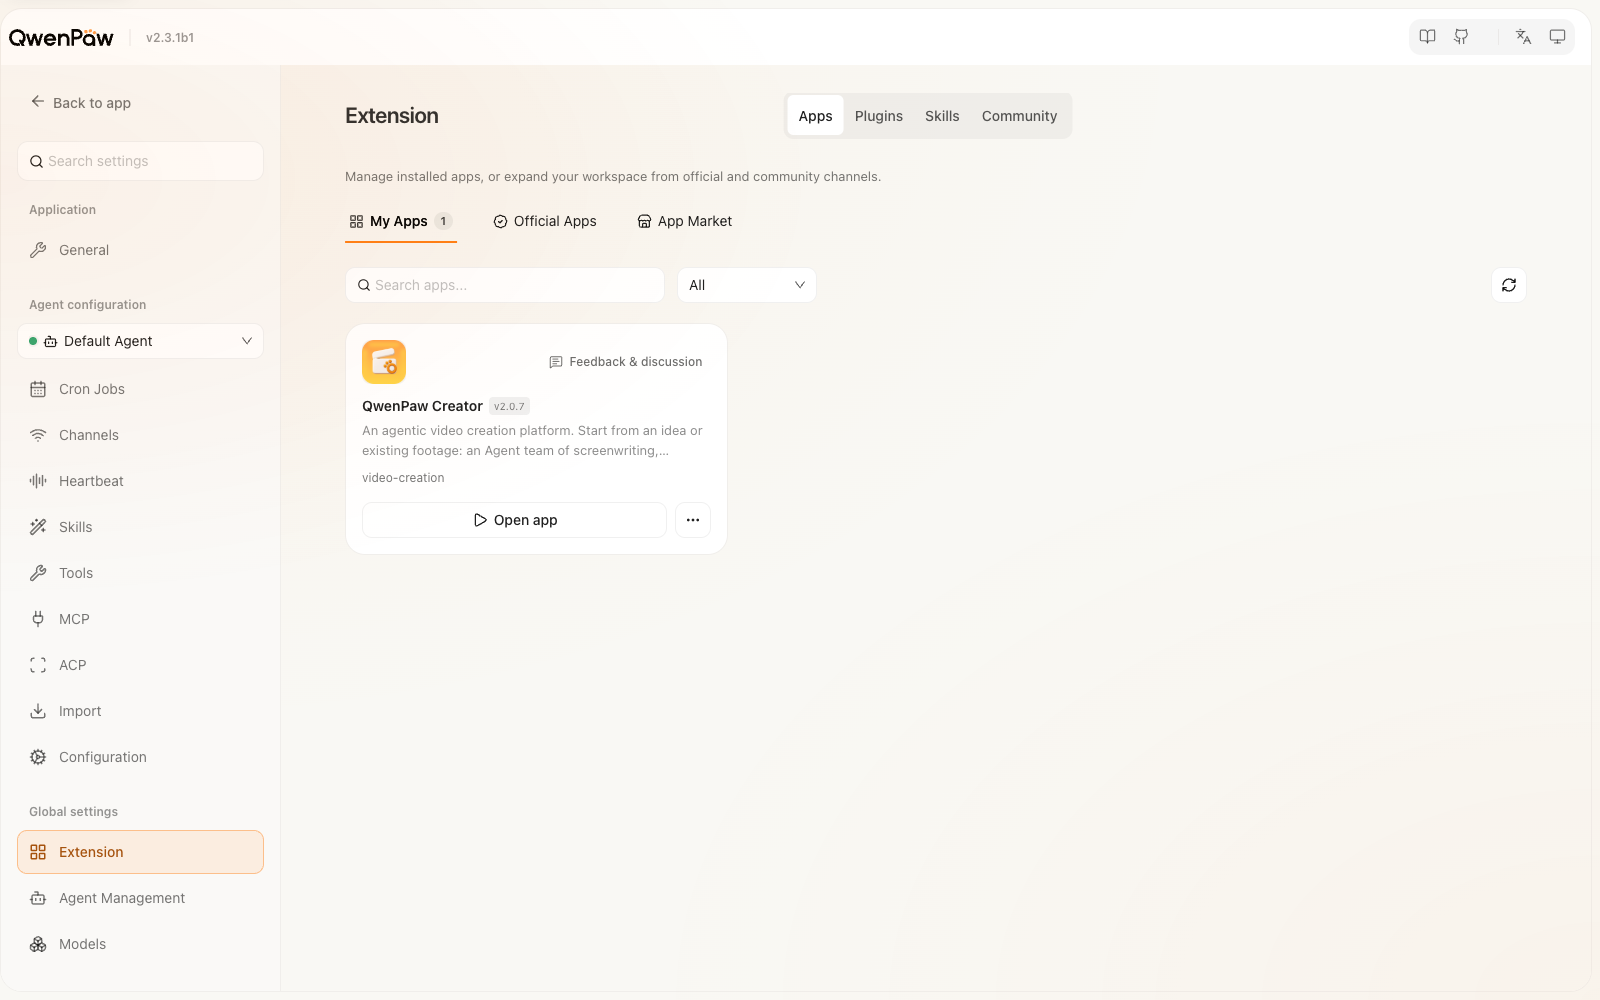 QwenPaw
v2.3.1b1
Back to app
Search settings
Application
General
Agent configuration
Default Agent
Cron Jobs
Channels
Heartbeat
Skills
Tools
MCP
ACP
Import
Configuration
Global settings
Extension
Agent Management
Models
Extension
Apps
Plugins
Skills
Community
Manage installed apps, or expand your workspace from official and community channels.
My Apps 1
Official Apps
App Market
Search apps...
All
Feedback & discussion
QwenPaw Creator v2.0.7
An agentic video creation platform. Start from an idea or
existing footage: an Agent team of screenwriting,...
video-creation
Open app